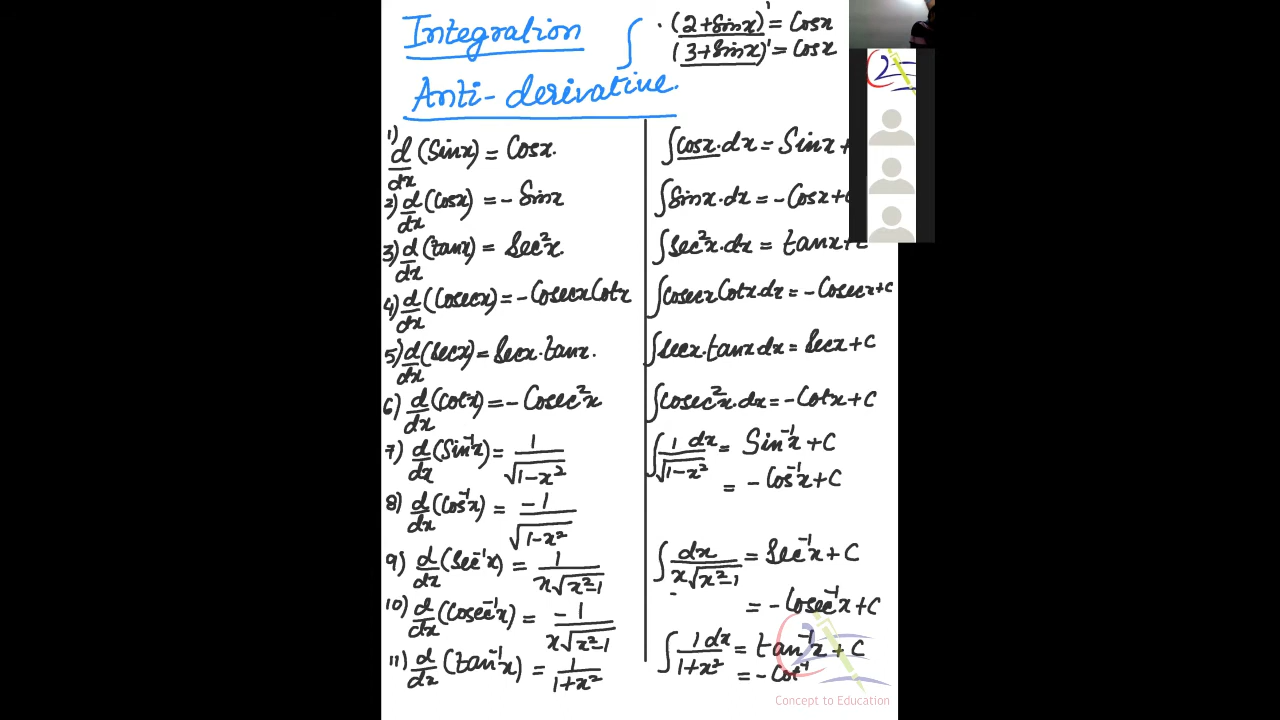 Integration ∫ · (2+Sinx)' = Cosx
(3+Sinx)' = Cosx
Anti-derivative.
1) d/dx (Sinx) = Cosx.
2) d/dx (Cosx) = - Sinx
3) d/dx (tanx) = Sec²x.
4) d/dx (Cosecx) = - Cosecx Cotx
5) d/dx (Secx) = Secx · tanx.
6) d/dx (Cotx) = - Cosec²x
7) d/dx (Sin⁻¹x) = 1/√(1-x²)
8) d/dx (Cos⁻¹x) = -1/√(1-x²)
9) d/dx (Sec⁻¹x) = 1/(x√(x²-1))
10) d/dx (Cosec⁻¹x) = -1/(x√(x²-1))
11) d/dx (tan⁻¹x) = 1/(1+x²)
∫ Cosx · dx = Sinx +
∫ Sinx · dx = - Cosx + C
∫ Sec²x · dx = tanx + C
∫ Cosecx Cotx · dx = - Cosecx + C
∫ Secx · tanx dx = Secx + C
∫ Cosec²x · dx = - Cotx + C
∫ 1 dx/√(1-x²) = Sin⁻¹x + C
= - Cos⁻¹x + C
∫ dx/(x√(x²-1)) = Sec⁻¹x + C
= - Cosec⁻¹x + C
∫ 1 dx/(1+x²) = tan⁻¹x + C
= - Cot⁻¹
Concept to Education